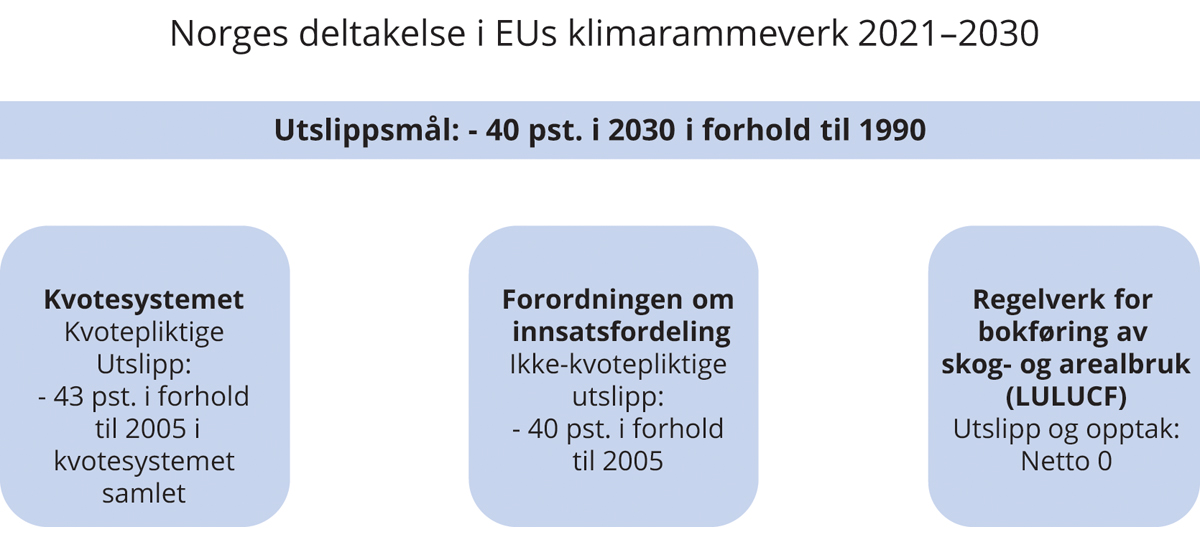 Norges deltakelse i EUs klimarammeverk 2021–2030
Utslippsmål: - 40 pst. i 2030 i forhold til 1990
Kvotesystemet
Kvotepliktige
Utslipp:
- 43 pst. i forhold
til 2005 i
kvotesystemet
samlet
Forordningen om
innsatsfordeling
Ikke-kvotepliktige
utslipp:
- 40 pst. i forhold
til 2005
Regelverk for
bokføring av
skog- og arealbruk
(LULUCF)
Utslipp og opptak:
Netto 0